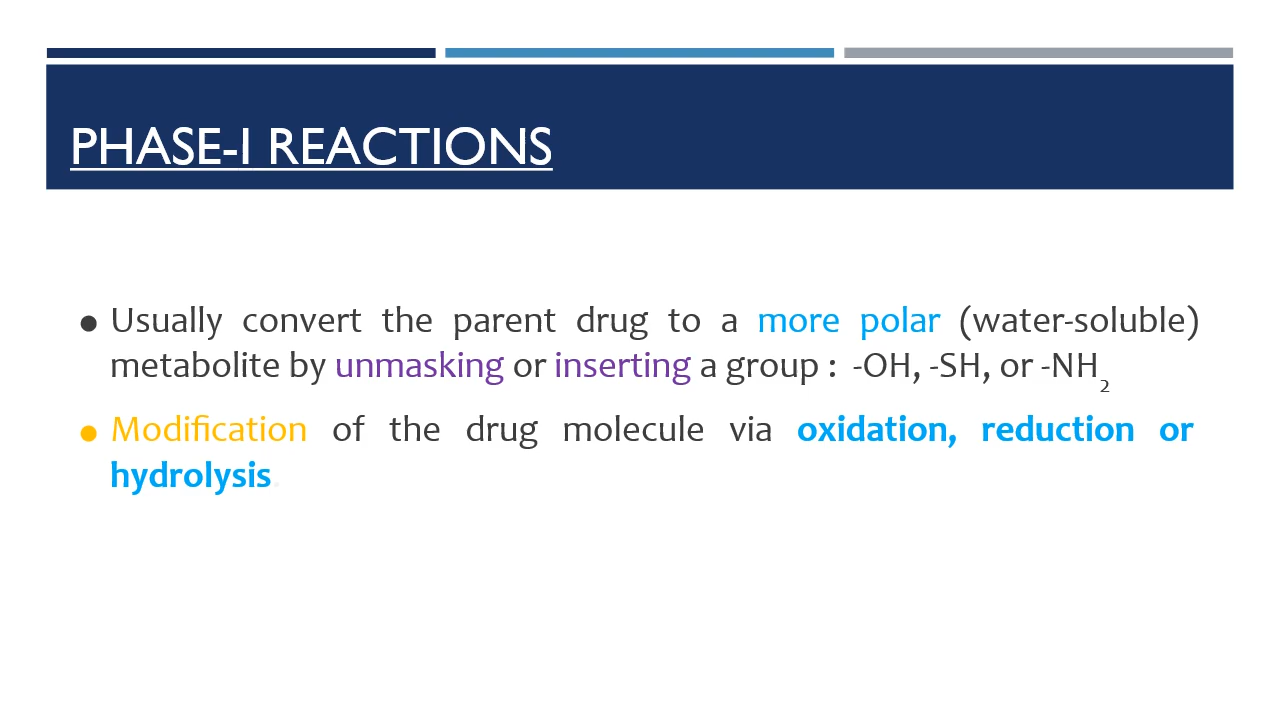 PHASE-I REACTIONS
● Usually convert the parent drug to a more polar (water-soluble)
metabolite by unmasking or inserting a group : -OH, -SH, or -NH₂
● Modification of the drug molecule via oxidation, reduction or
hydrolysis